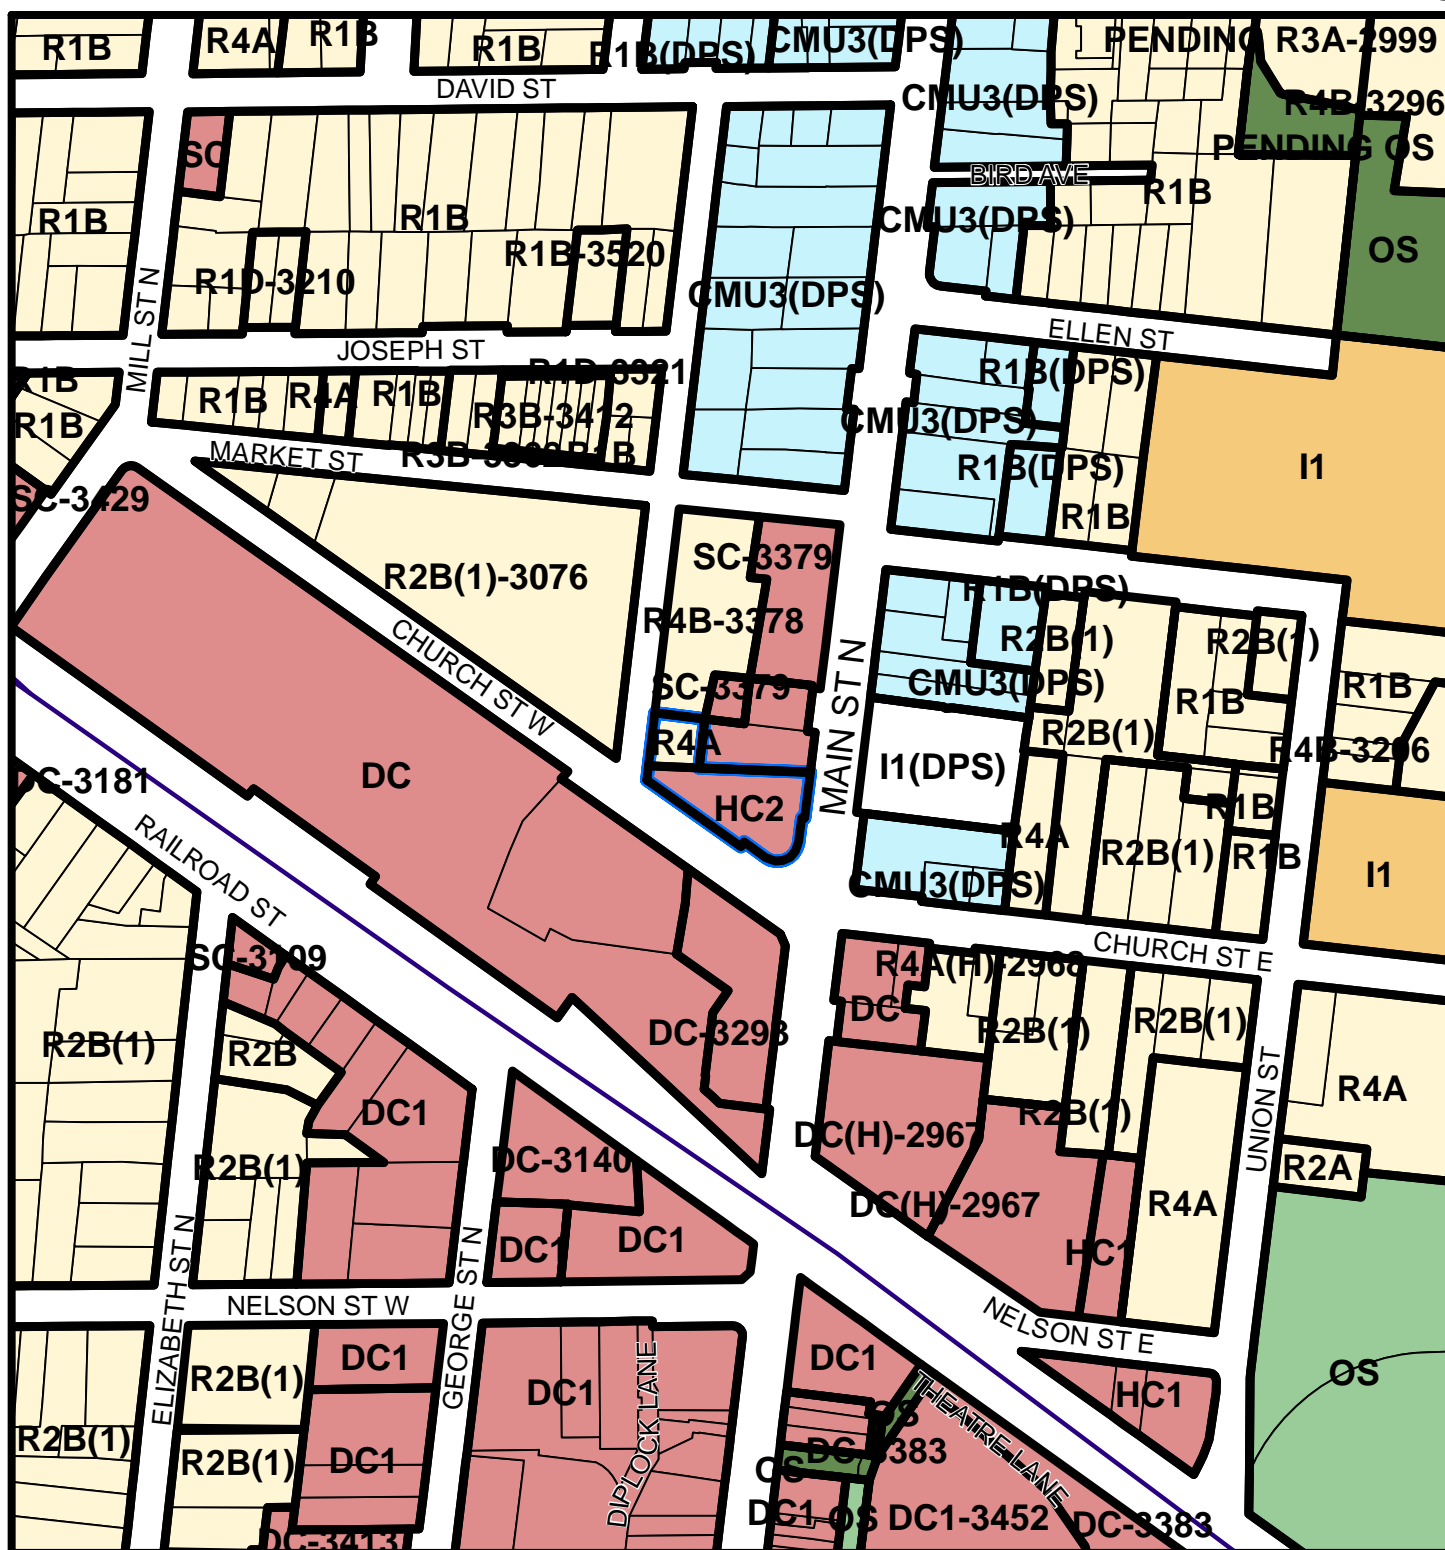 R1B
R4A
R1B
R1B
R1B(DPS)
CMU3(DPS)
PENDING R3A-2999
DAVID ST
CMU3(DPS)
R4B-3296
SC
PENDING OS
BIRD AVE
R1B
R1B
R1B
CMU3(DPS)
OS
R1D-3210
R1B-3520
CMU3(DPS)
MILL ST N
ELLEN ST
JOSEPH ST
R1B
R1D-3321
R1B(DPS)
R1B
R4A
R1B
R3B-3412
CMU3(DPS)
R1B
MARKET ST
R1B
R1B(DPS)
I1
SC-3429
R1B
R2B(1)-3076
SC-3379
R1B(DPS)
R4B-3378
R2B(1)
R2B(1)
CHURCH ST W
SC-3379
CMU3(DPS)
R1B
R1B
R4A
MAIN ST N
R2B(1)
R4B-3296
DC
I1(DPS)
DC-3181
HC2
R1B
R4A
R2B(1)
R1B
RAILROAD ST
CMU3(DPS)
I1
SC-3109
CHURCH ST E
R4A(H)-2968
DC
R2B(1)
R2B
DC-3293
R2B(1)
R2B(1)
DC1
R2B(1)
R4A
UNION ST
R2B(1)
DC-3140
DC(H)-2967
R2A
DC(H)-2967
R4A
DC1
DC1
HC1
ELIZABETH ST N
GEORGE ST N
NELSON ST W
NELSON ST E
R2B(1)
DC1
DC1
DIPLOCK LANE
DC1
THEATRE LANE
HC1
OS
OS
R2B(1)
R2B(1)
DC1
DC-3383
OS
DC1
OS
DC1-3452
DC-3383
DC-3413